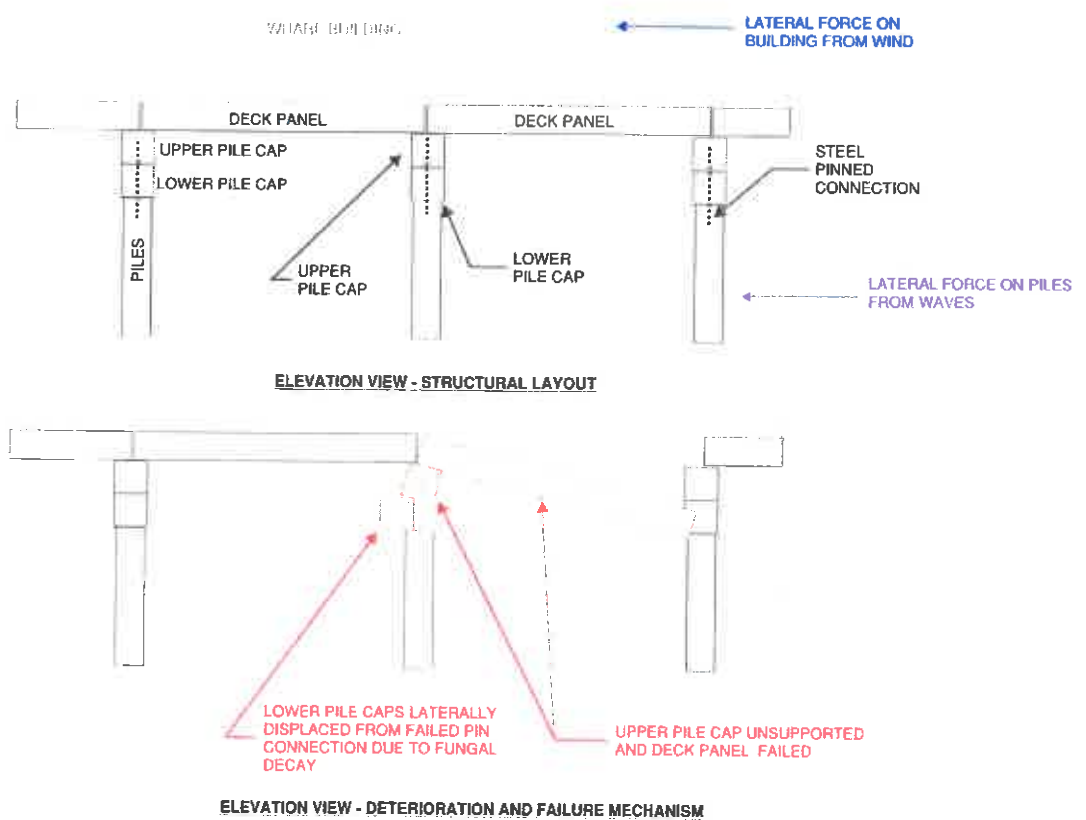 WHARF BUILDING
LATERAL FORCE ON
BUILDING FROM WIND
DECK PANEL
DECK PANEL
UPPER PILE CAP
LOWER PILE CAP
STEEL
PINNED
CONNECTION
PILES
UPPER
PILE CAP
LOWER
PILE CAP
LATERAL FORCE ON PILES
FROM WAVES
ELEVATION VIEW - STRUCTURAL LAYOUT
LOWER PILE CAPS LATERALLY
DISPLACED FROM FAILED PIN
CONNECTION DUE TO FUNGAL
DECAY
UPPER PILE CAP UNSUPPORTED
AND DECK PANEL FAILED
ELEVATION VIEW - DETERIORATION AND FAILURE MECHANISM